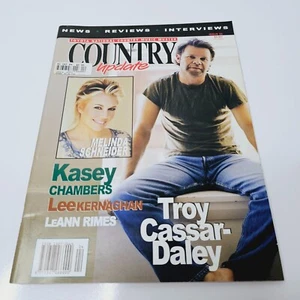 NEWS • REVIEWS • INTERVIEWS
COUNTRY
update
MELINDA
SCHNEIDER
Kasey
CHAMBERS
Lee KERNAGHAN
LeANN RIMES
Troy
Cassar-
Daley